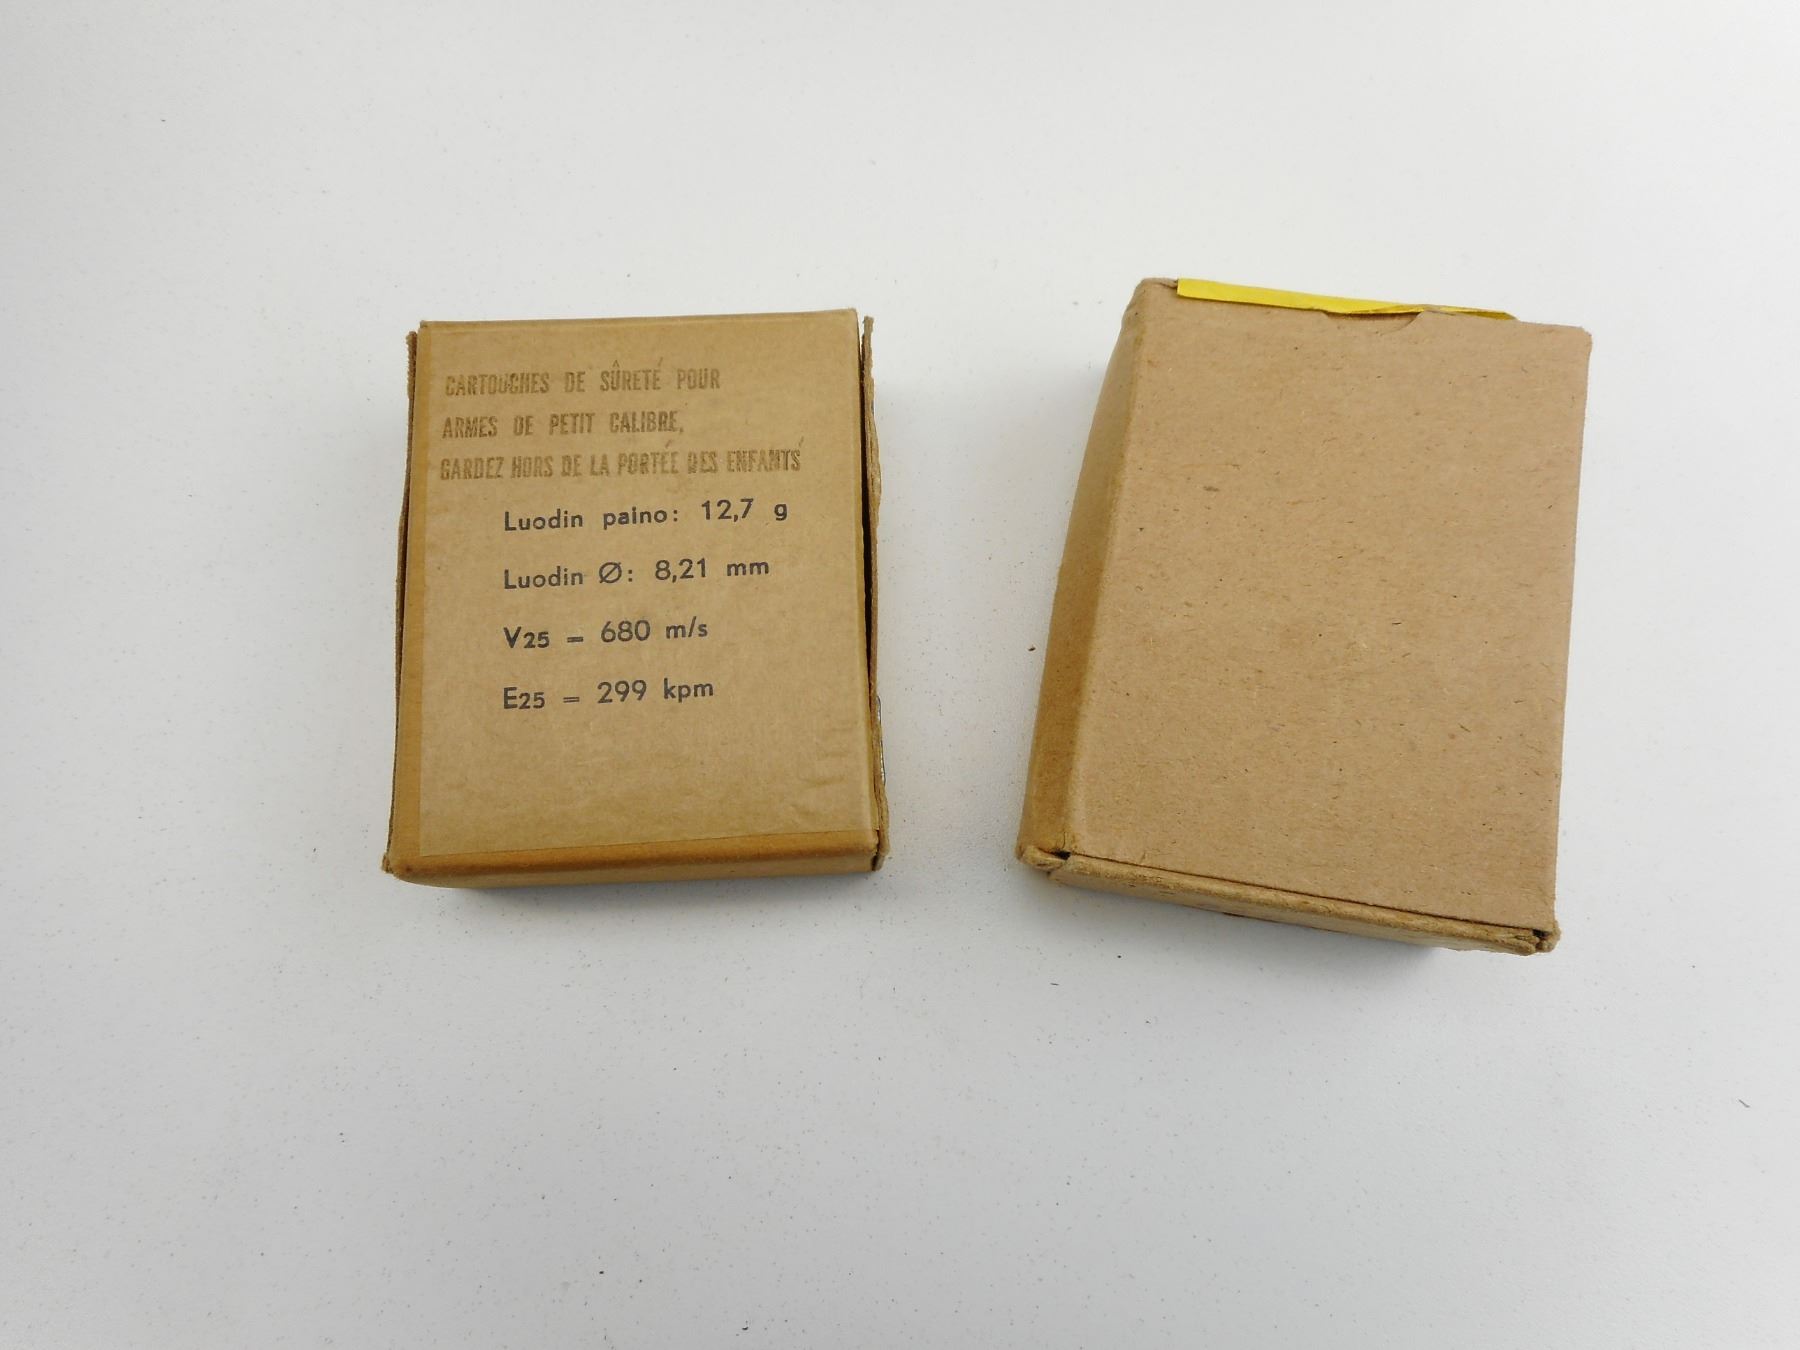 CARTOUCHES DE SÛRETÉ POUR
ARMES DE PETIT CALIBRE,
GARDEZ HORS DE LA PORTÉE DES ENFANTS
Luodin paino: 12,7 g
Luodin Ø: 8,21 mm
V25 = 680 m/s
E25 = 299 kpm